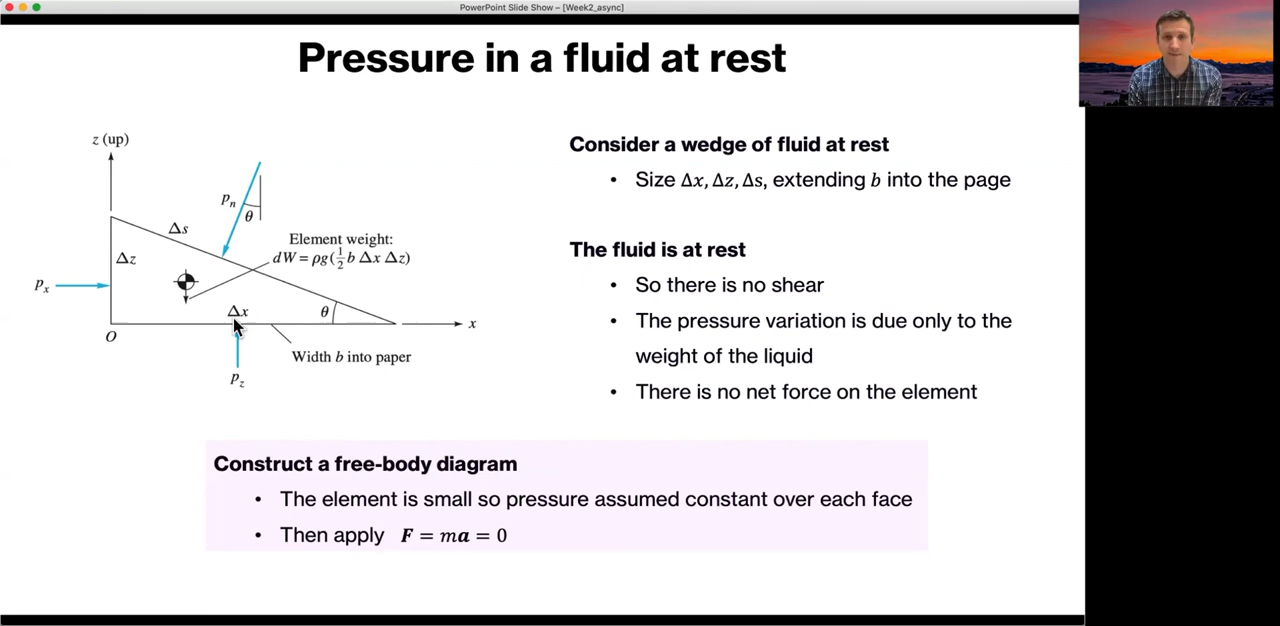 PowerPoint Slide Show – [Week2_async]
Pressure in a fluid at rest
z (up)
pₙ
θ
Δs
Element weight:
dW = ρg(½ b Δx Δz)
Δz
pₓ
Δx
θ
x
O
Width b into paper
p_z
Consider a wedge of fluid at rest
• Size Δx, Δz, Δs, extending b into the page
The fluid is at rest
• So there is no shear
• The pressure variation is due only to the
weight of the liquid
• There is no net force on the element
Construct a free-body diagram
• The element is small so pressure assumed constant over each face
• Then apply F = ma = 0